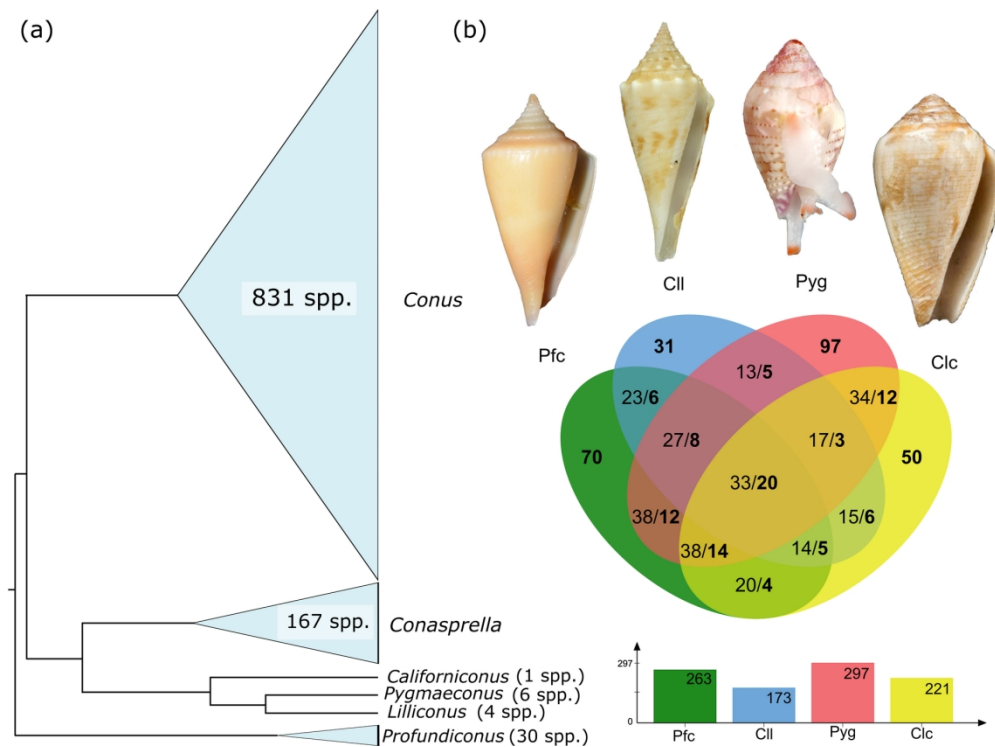 (a)
831 spp.
Conus
167 spp.
Conasprella
Californiconus (1 spp.)
Pygmaeconus (6 spp.)
Lilliconus (4 spp.)
Profundiconus (30 spp.)
(b)
Pfc
Cll
Pyg
Clc
31
97
13/5
23/6
34/12
27/8
17/3
70
50
33/20
38/12
15/6
38/14
14/5
20/4
297
0
263
173
297
221
Pfc
Cll
Pyg
Clc